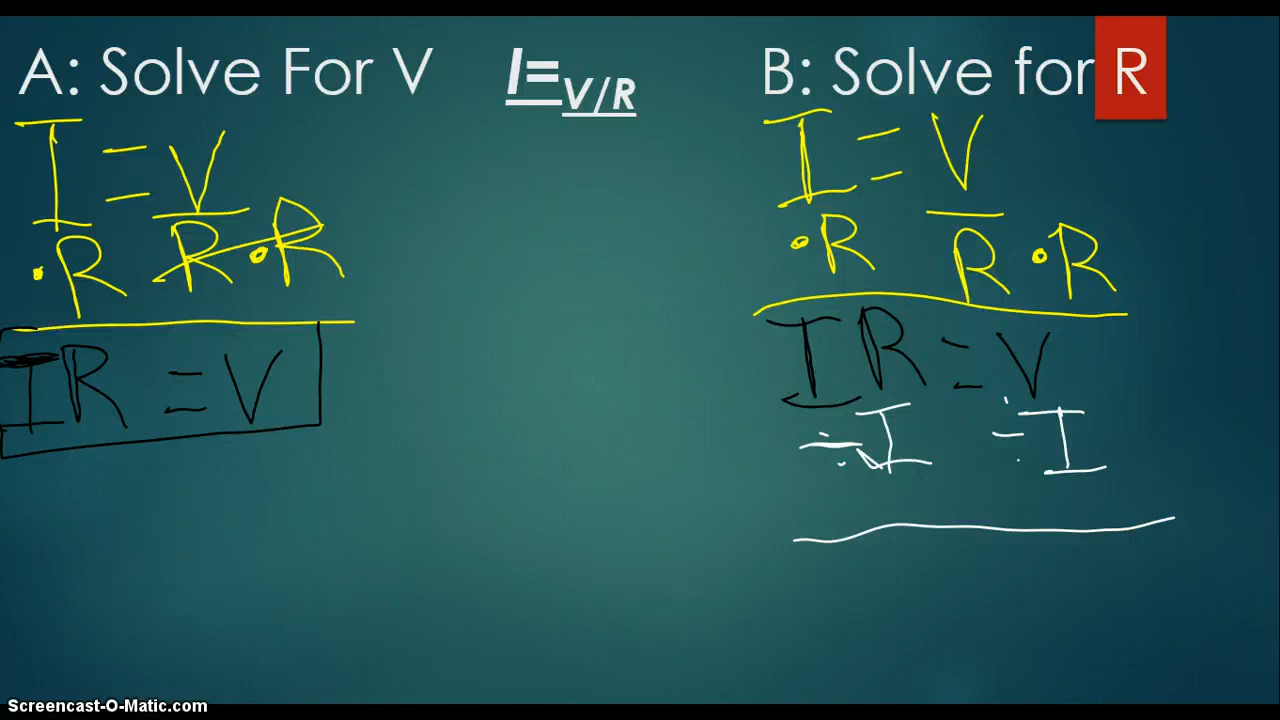 A: Solve For V
I=V/R
B: Solve for R
I = V
·R R ·R
IR = V
I = V
·R R ·R
IR = V
÷I ÷I
Screencast-O-Matic.com